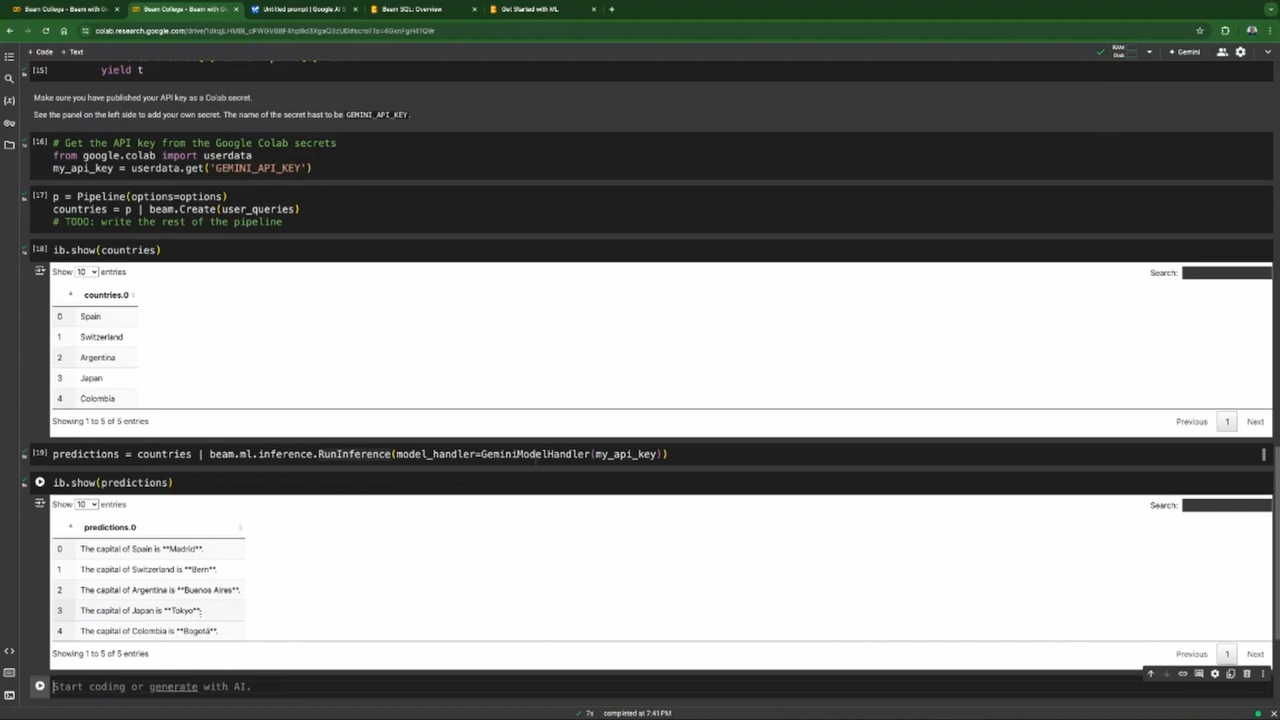 Beam College - Beam with G
Beam College - Beam with G
Untitled prompt | Google AI S
Beam SQL: Overview
Get Started with ML
+ Code + Text
RAM
Disk
Gemini
[15] yield t
Make sure you have published your API key as a Colab secret.
See the panel on the left side to add your own secret. The name of the secret hast to be GEMINI_API_KEY.
[16] # Get the API key from the Google Colab secrets
from google.colab import userdata
my_api_key = userdata.get('GEMINI_API_KEY')
[17] p = Pipeline(options=options)
countries = p | beam.Create(user_queries)
# TODO: write the rest of the pipeline
[18] ib.show(countries)
Show 10 entries
Search:
countries.0
0 Spain
1 Switzerland
2 Argentina
3 Japan
4 Colombia
Showing 1 to 5 of 5 entries
Previous 1 Next
[19] predictions = countries | beam.ml.inference.RunInference(model_handler=GeminiModelHandler(my_api_key))
ib.show(predictions)
Show 10 entries
Search:
predictions.0
0 The capital of Spain is **Madrid**.
1 The capital of Switzerland is **Bern**.
2 The capital of Argentina is **Buenos Aires**.
3 The capital of Japan is **Tokyo**.
4 The capital of Colombia is **Bogotá**.
Showing 1 to 5 of 5 entries
Previous 1 Next
Start coding or generate with AI.
7s completed at 7:41 PM